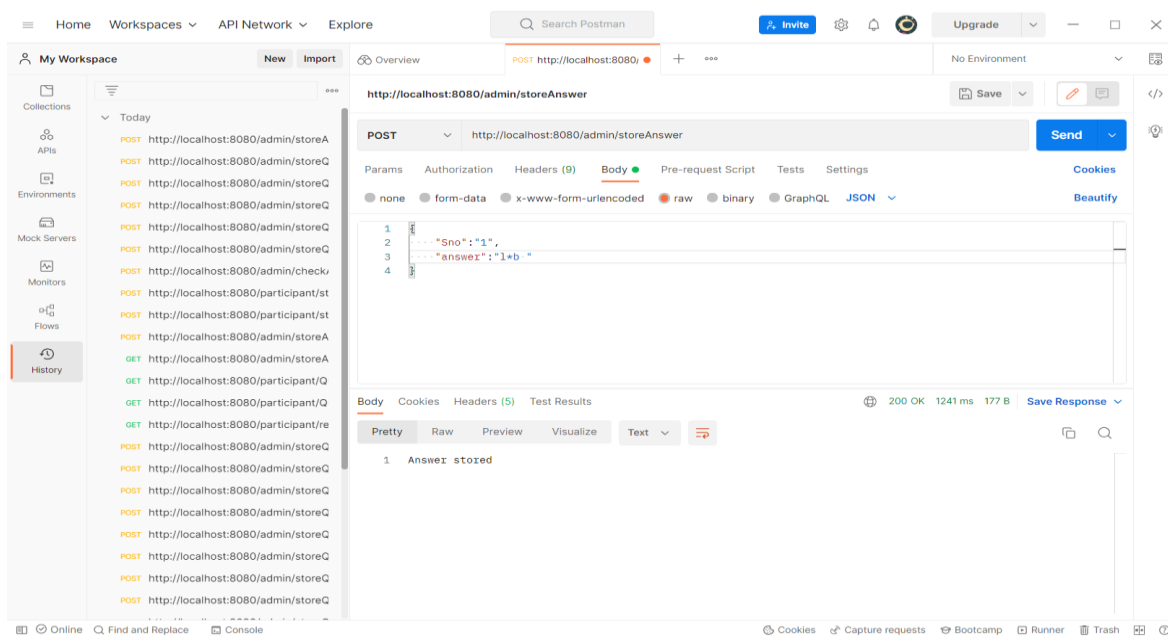 Home Workspaces API Network Explore Search Postman Invite Upgrade
My Workspace New Import Overview POST http://localhost:8080/ No Environment
Collections
APIs
Environments
Mock Servers
Monitors
Flows
History
Today
POST http://localhost:8080/admin/storeA
POST http://localhost:8080/admin/storeQ
POST http://localhost:8080/admin/storeQ
POST http://localhost:8080/admin/storeQ
POST http://localhost:8080/admin/storeQ
POST http://localhost:8080/admin/storeQ
POST http://localhost:8080/admin/check
POST http://localhost:8080/participant/st
POST http://localhost:8080/participant/st
POST http://localhost:8080/admin/storeA
GET http://localhost:8080/admin/storeA
GET http://localhost:8080/participant/Q
GET http://localhost:8080/participant/Q
GET http://localhost:8080/participant/re
POST http://localhost:8080/admin/storeQ
POST http://localhost:8080/admin/storeQ
POST http://localhost:8080/admin/storeQ
POST http://localhost:8080/admin/storeQ
POST http://localhost:8080/admin/storeQ
POST http://localhost:8080/admin/storeQ
POST http://localhost:8080/admin/storeQ
POST http://localhost:8080/admin/storeQ
http://localhost:8080/admin/storeAnswer Save
POST http://localhost:8080/admin/storeAnswer Send
Params Authorization Headers (9) Body Pre-request Script Tests Settings Cookies
none form-data x-www-form-urlencoded raw binary GraphQL JSON Beautify
1 {
2 "Sno":"1",
3 "answer":"l*b "
4 }
Body Cookies Headers (5) Test Results 200 OK 1241 ms 177 B Save Response
Pretty Raw Preview Visualize Text
1 Answer stored
Online Find and Replace Console Cookies Capture requests Bootcamp Runner Trash